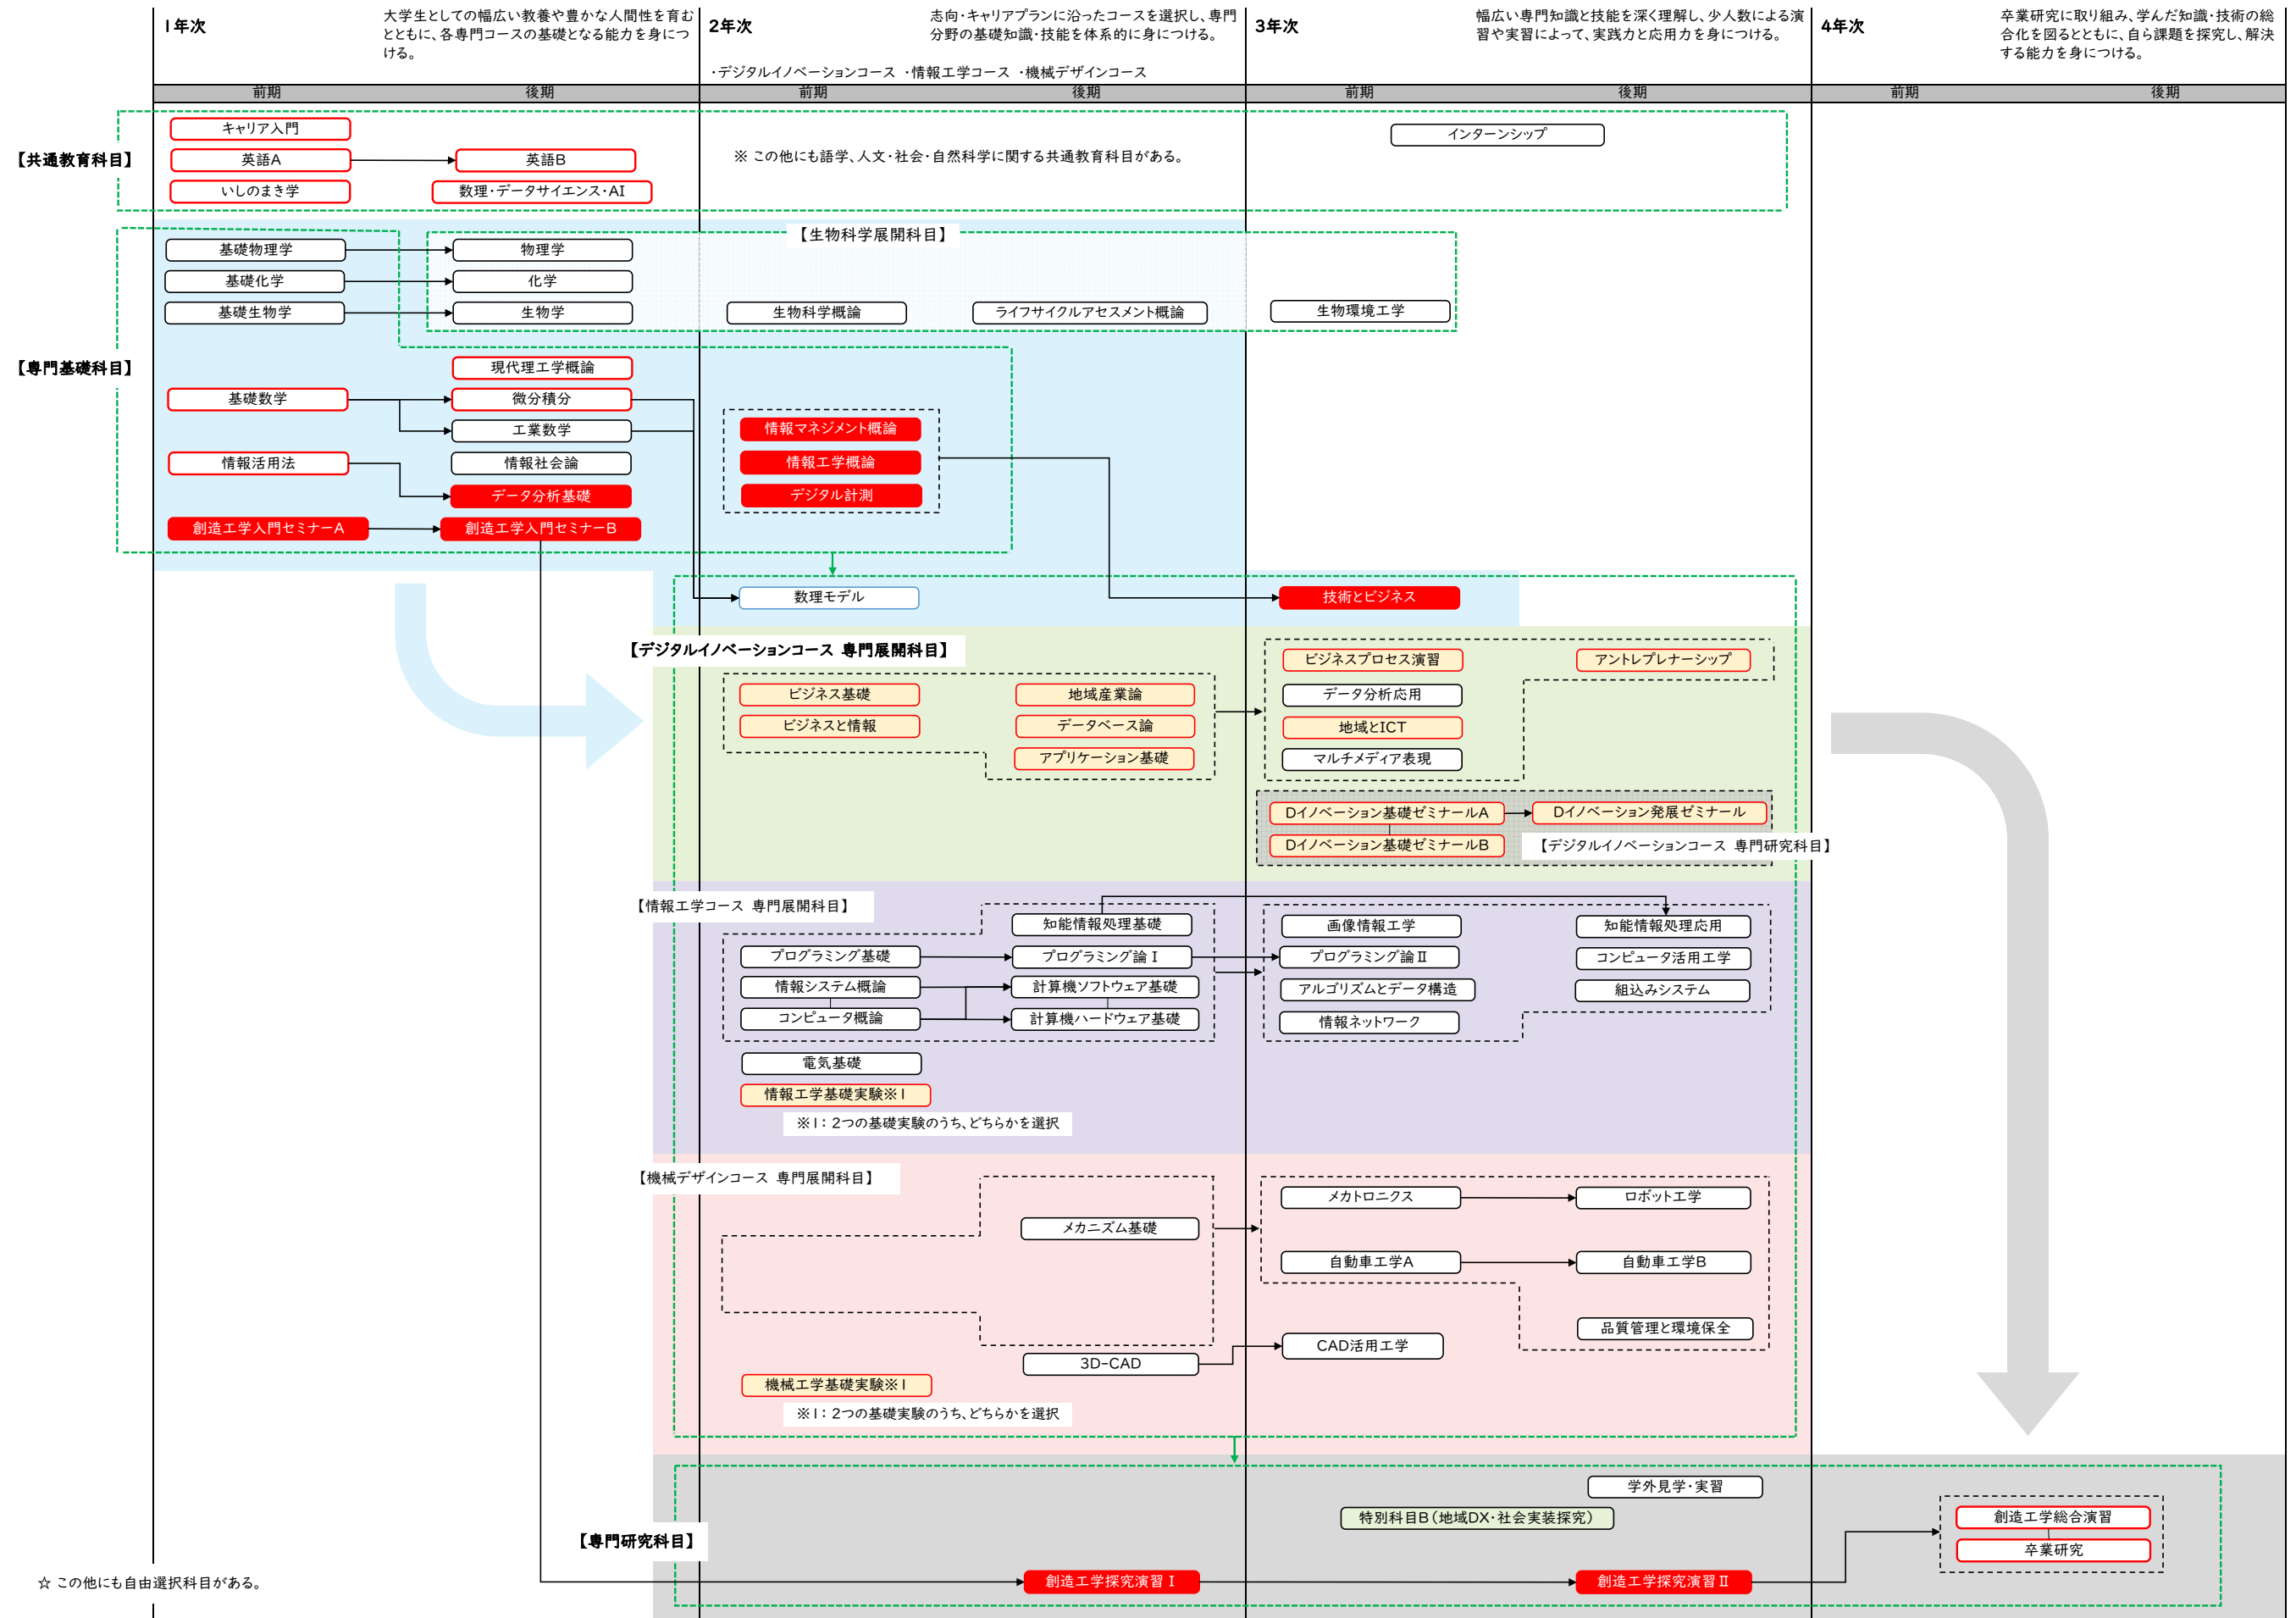 1年次
大学生としての幅広い教養や豊かな人間性を育む
とともに、各専門コースの基礎となる能力を身につ
ける。
2年次
志向・キャリアプランに沿ったコースを選択し、専門
分野の基礎知識・技能を体系的に身につける。
・デジタルイノベーションコース ・情報工学コース ・機械デザインコース
3年次
幅広い専門知識と技能を深く理解し、少人数による演
習や実習によって、実践力と応用力を身につける。
4年次
卒業研究に取り組み、学んだ知識・技術の総
合化を図るとともに、自ら課題を探究し、解決
する能力を身につける。
前期
後期
前期
後期
前期
後期
前期
後期
【共通教育科目】
キャリア入門
英語A
英語B
いしのまき学
数理・データサイエンス・AI
※ この他にも語学、人文・社会・自然科学に関する共通教育科目がある。
インターンシップ
【専門基礎科目】
基礎物理学
物理学
基礎化学
化学
基礎生物学
生物学
【生物科学展開科目】
生物科学概論
ライフサイクルアセスメント概論
生物環境工学
現代理工学概論
基礎数学
微分積分
工業数学
情報活用法
情報社会論
データ分析基礎
創造工学入門セミナーA
創造工学入門セミナーB
情報マネジメント概論
情報工学概論
デジタル計測
数理モデル
技術とビジネス
【デジタルイノベーションコース 専門展開科目】
ビジネス基礎
ビジネスと情報
地域産業論
データベース論
アプリケーション基礎
ビジネスプロセス演習
データ分析応用
地域とICT
マルチメディア表現
アントレプレナーシップ
Dイノベーション基礎ゼミナールA
Dイノベーション発展ゼミナール
Dイノベーション基礎ゼミナールB
【デジタルイノベーションコース 専門研究科目】
【情報工学コース 専門展開科目】
知能情報処理基礎
プログラミング基礎
プログラミング論Ⅰ
情報システム概論
計算機ソフトウェア基礎
コンピュータ概論
計算機ハードウェア基礎
画像情報工学
知能情報処理応用
プログラミング論Ⅱ
コンピュータ活用工学
アルゴリズムとデータ構造
組込みシステム
情報ネットワーク
電気基礎
情報工学基礎実験※1
※1：2つの基礎実験のうち、どちらかを選択
【機械デザインコース 専門展開科目】
メカニズム基礎
メカトロニクス
ロボット工学
自動車工学A
自動車工学B
品質管理と環境保全
3D-CAD
CAD活用工学
機械工学基礎実験※1
※1：2つの基礎実験のうち、どちらかを選択
【専門研究科目】
学外見学・実習
特別科目B（地域DX・社会実装探究）
創造工学総合演習
卒業研究
創造工学探究演習Ⅰ
創造工学探究演習Ⅱ
☆ この他にも自由選択科目がある。